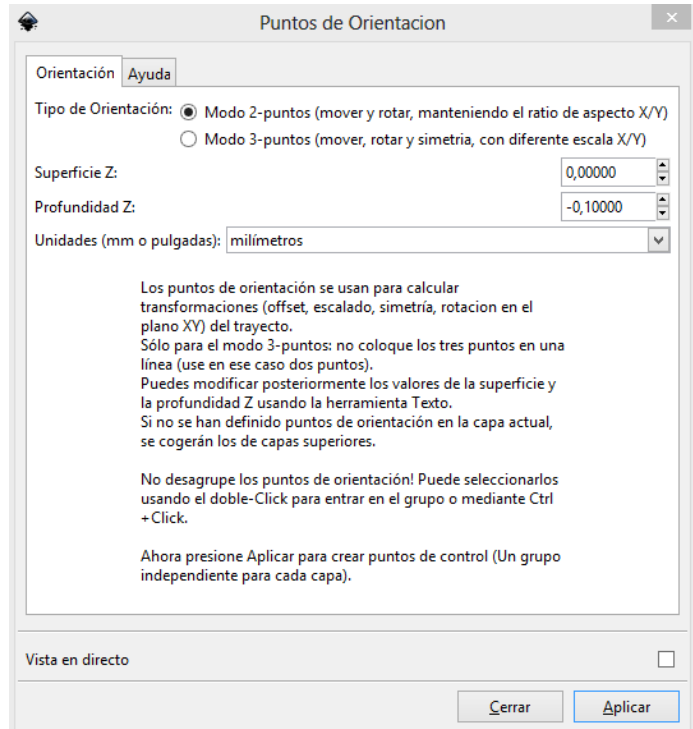 Puntos de Orientacion
Orientación Ayuda
Tipo de Orientación: Modo 2-puntos (mover y rotar, manteniendo el ratio de aspecto X/Y)
Modo 3-puntos (mover, rotar y simetria, con diferente escala X/Y)
Superficie Z: 0,00000
Profundidad Z: -0,10000
Unidades (mm o pulgadas): milímetros
Los puntos de orientación se usan para calcular
transformaciones (offset, escalado, simetría, rotacion en el
plano XY) del trayecto.
Sólo para el modo 3-puntos: no coloque los tres puntos en una
línea (use en ese caso dos puntos).
Puedes modificar posteriormente los valores de la superficie y
la profundidad Z usando la herramienta Texto.
Si no se han definido puntos de orientación en la capa actual,
se cogerán los de capas superiores.
No desagrupe los puntos de orientación! Puede seleccionarlos
usando el doble-Click para entrar en el grupo o mediante Ctrl
+Click.
Ahora presione Aplicar para crear puntos de control (Un grupo
independiente para cada capa).
Vista en directo
Cerrar Aplicar